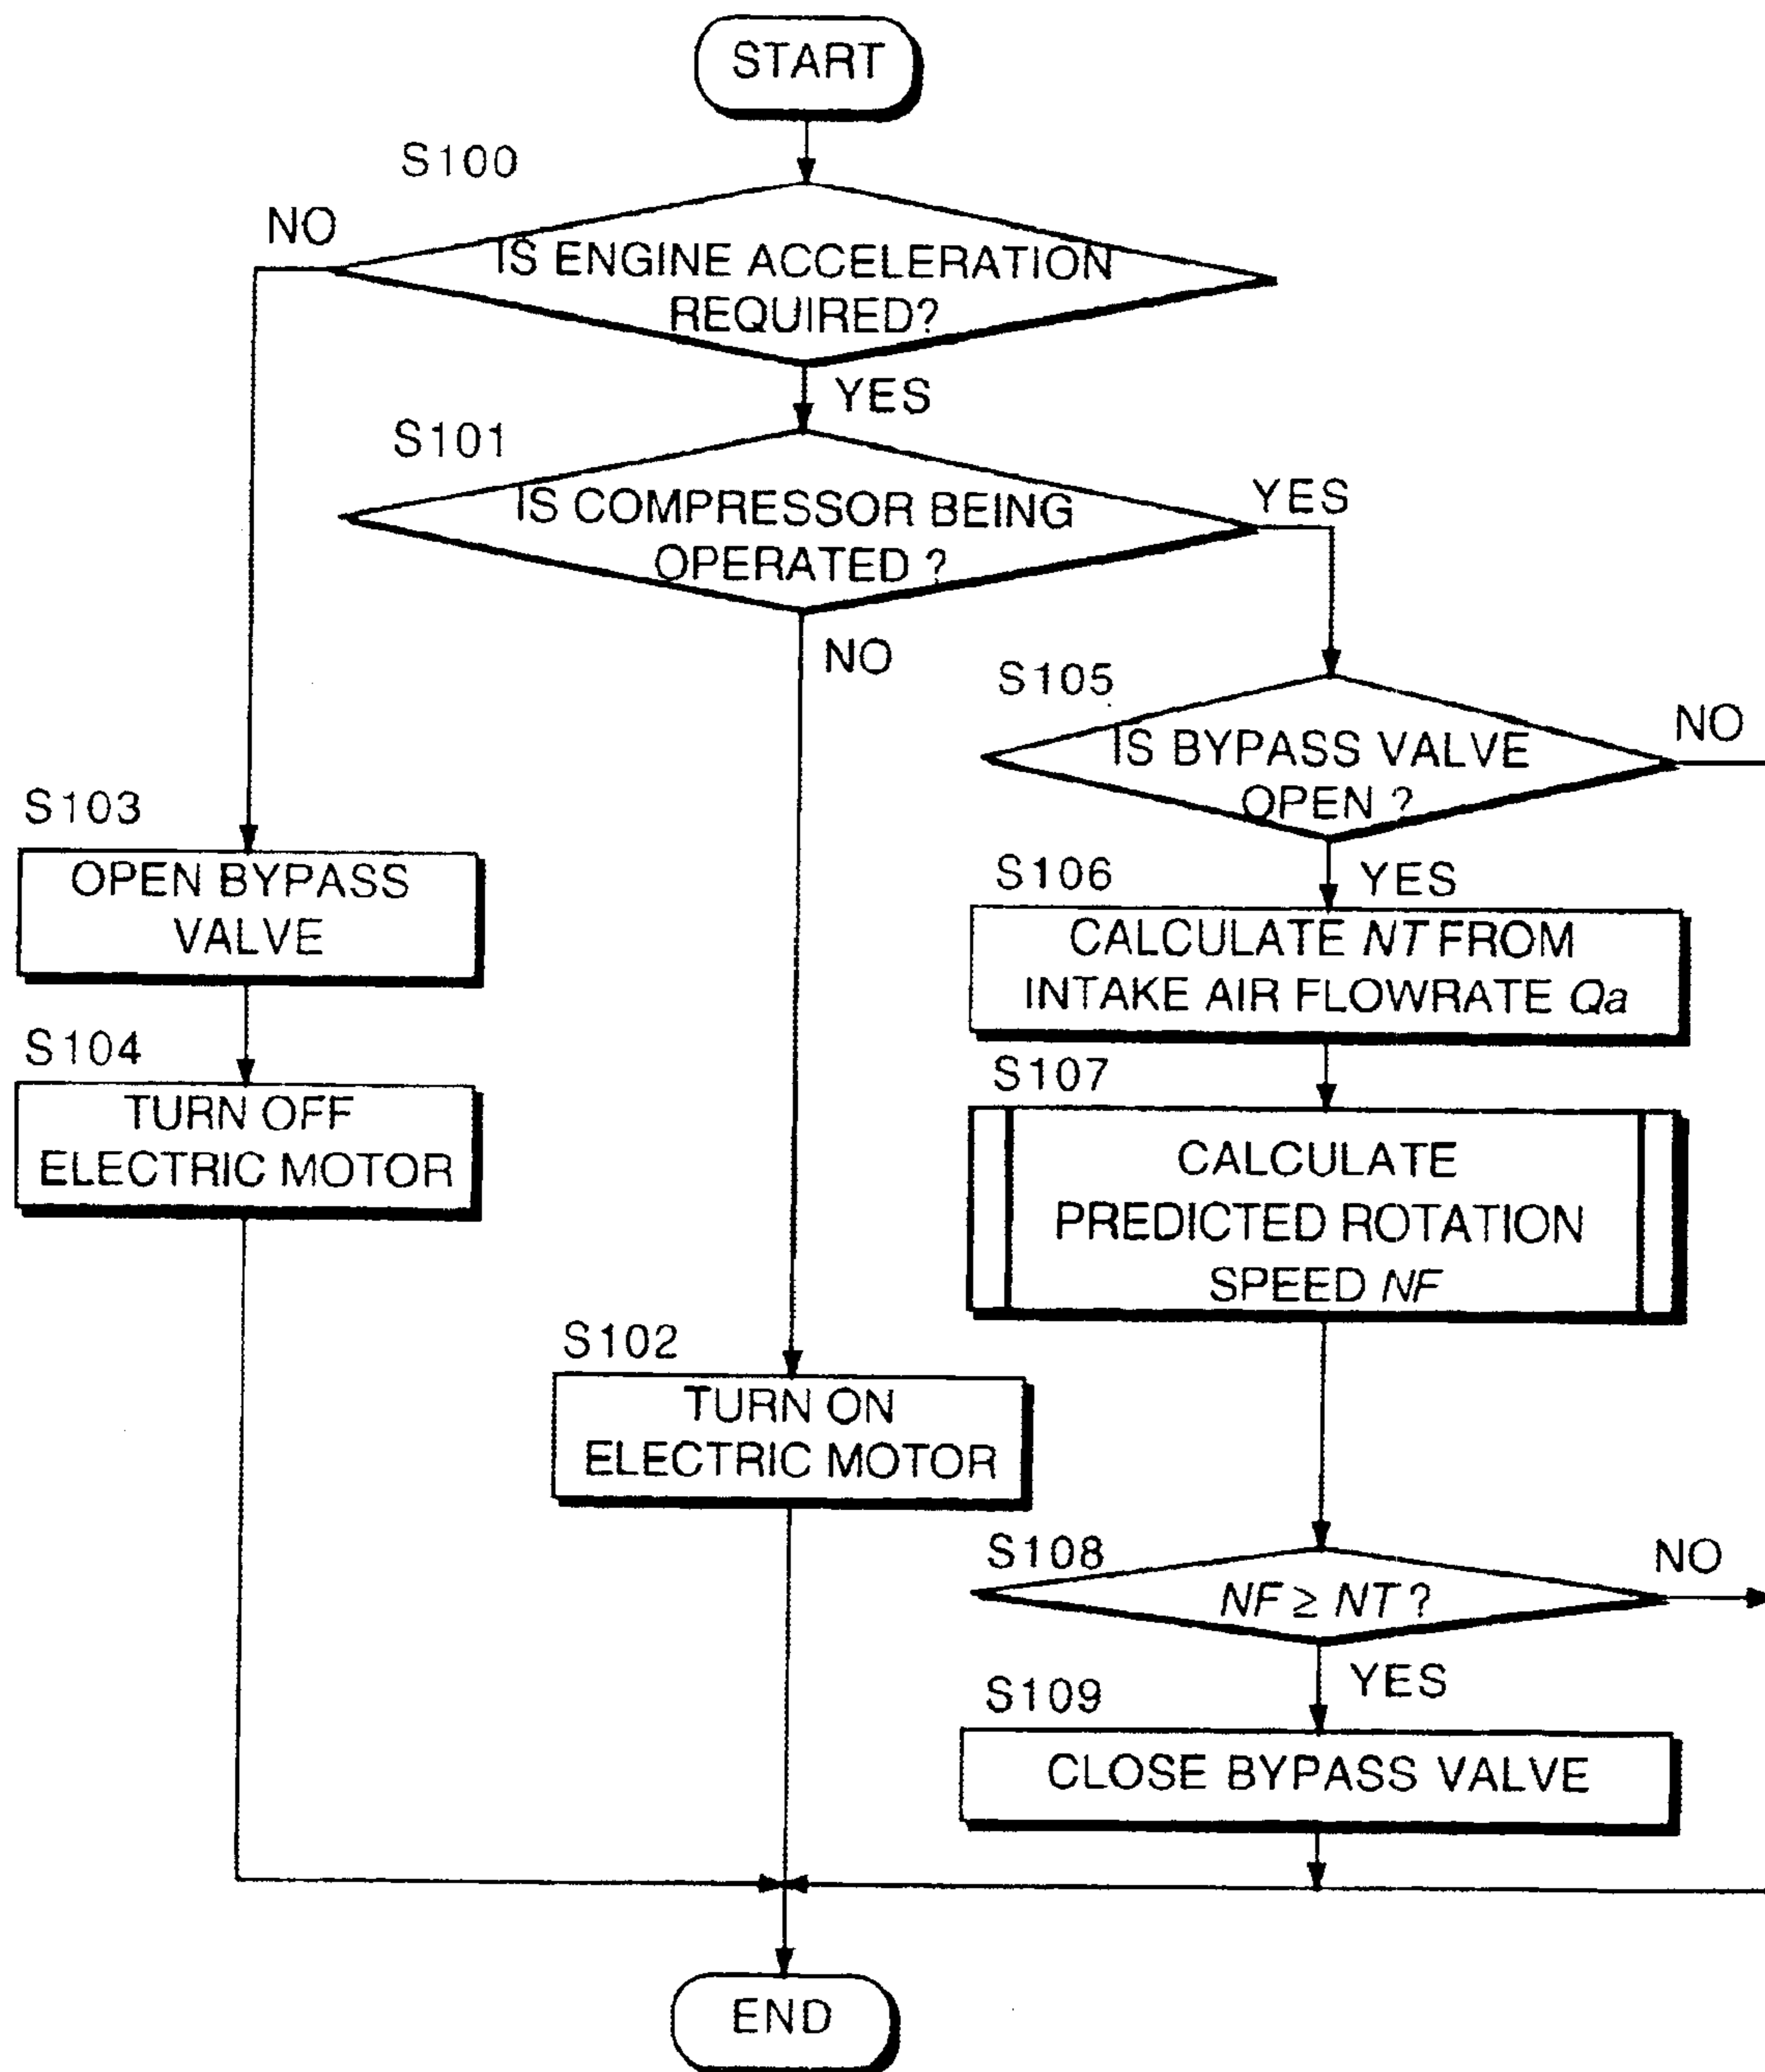 START
S100
NO
IS ENGINE ACCELERATION
REQUIRED?
YES
S101
IS COMPRESSOR BEING
OPERATED ?
YES
NO
S105
IS BYPASS VALVE
OPEN ?
NO
YES
S103
OPEN BYPASS
VALVE
S106
CALCULATE NT FROM
INTAKE AIR FLOWRATE Qa
S104
TURN OFF
ELECTRIC MOTOR
S107
CALCULATE
PREDICTED ROTATION
SPEED NF
S102
TURN ON
ELECTRIC MOTOR
S108
NF ≥ NT ?
NO
YES
S109
CLOSE BYPASS VALVE
END